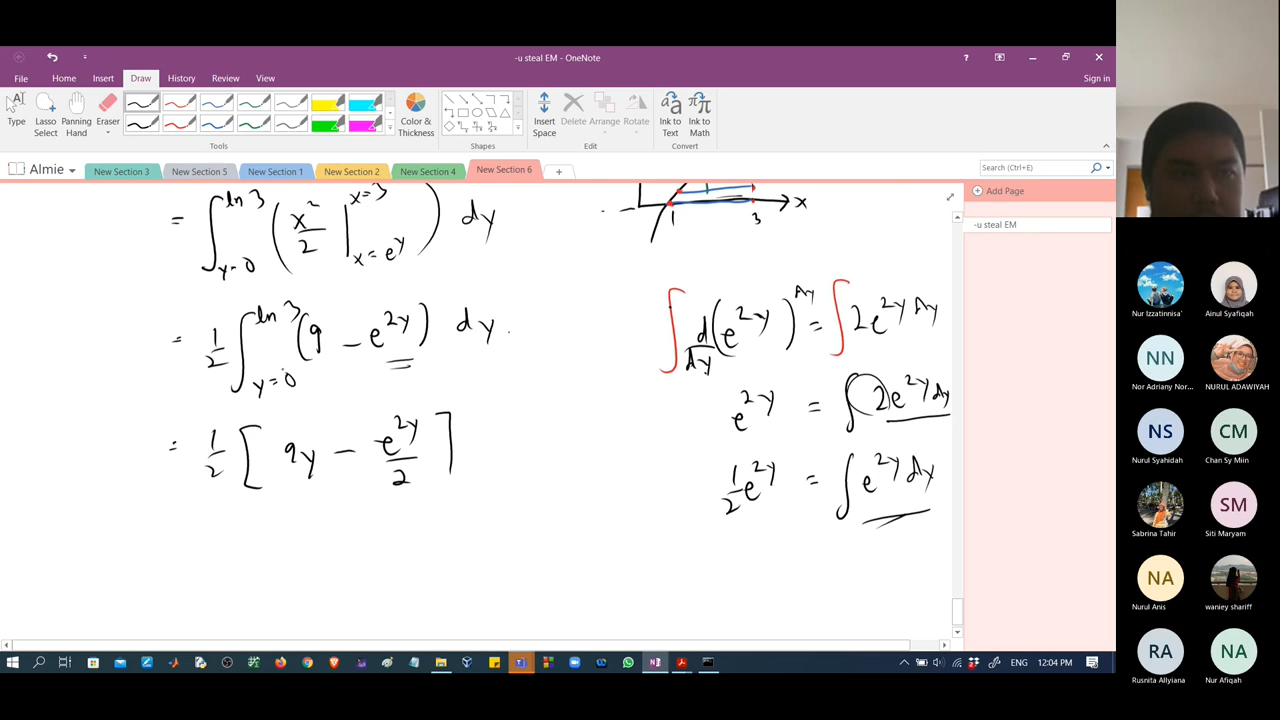 -u steal EM - OneNote
File Home Insert Draw History Review View Sign in
Type Lasso Select Panning Hand Eraser Color & Thickness Insert Space Delete Arrange Rotate Ink to Text Ink to Math
Tools Shapes Edit Convert
Almie New Section 3 New Section 5 New Section 1 New Section 2 New Section 4 New Section 6 Search (Ctrl+E)
Add Page
-u steal EM
1 3 x
= ∫_{y=0}^{ln 3} ( x²/2 |_{x=e^y}^{x=3} ) dy
= 1/2 ∫_{y=0}^{ln 3} (9 - e^{2y}) dy.
= 1/2 [ 9y - e^{2y}/2 ]
∫ d/dy (e^{2y}) dy = ∫ 2e^{2y} dy
e^{2y} = ∫ 2e^{2y} dy
1/2 e^{2y} = ∫ e^{2y} dy
Nur Izzatinnisa' Ainul Syafiqah
NN
Nor Adriany Nor... NURUL ADAWIYAH
NS CM
Nurul Syahidah Chan Sy Miin
SM
Sabrina Tahir Siti Maryam
NA
Nurul Anis waniey shariff
RA NA
Rusnita Allyiana Nur Afiqah
ENG 12:04 PM